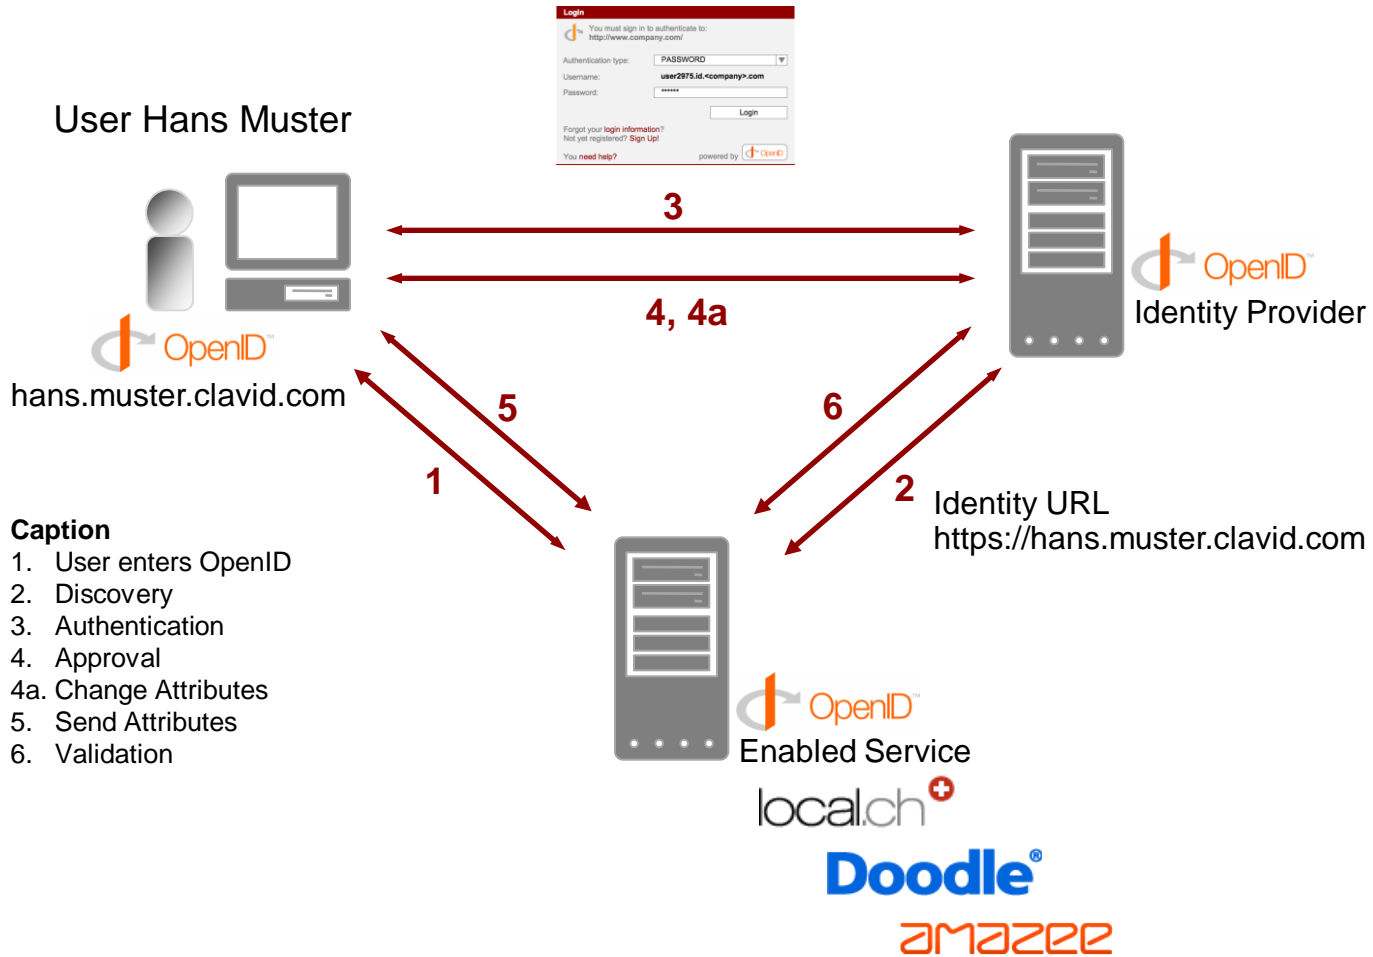 Login
You must sign in to authenticate to:
http://www.company.com/
Authentication type: PASSWORD
Username: user2975.id.<company>.com
Password: ******
Login
Forgot your login information?
Not yet registered? Sign Up!
You need help? powered by OpenID
User Hans Muster
3
4, 4a
OpenID™
Identity Provider
OpenID™
hans.muster.clavid.com
5
6
1
2
Identity URL
https://hans.muster.clavid.com
Caption
1. User enters OpenID
2. Discovery
3. Authentication
4. Approval
4a. Change Attributes
5. Send Attributes
6. Validation
OpenID™
Enabled Service
local.ch
Doodle®
amazee